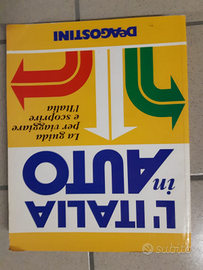 L'ITALIA
in AUTO
La guida
per viaggiare
e scoprire
l'Italia
DeAGOSTINI
subito